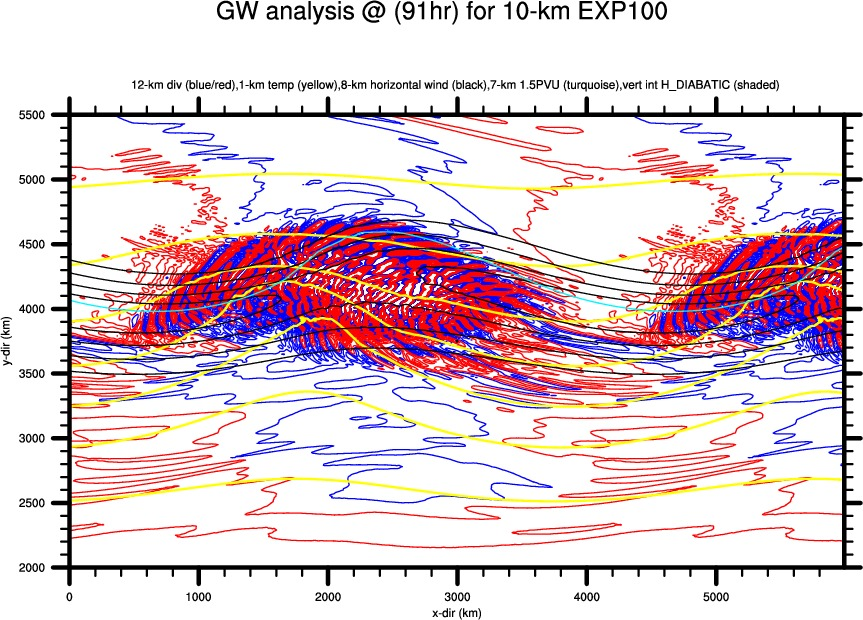 GW analysis @ (91hr) for 10-km EXP100
12-km div (blue/red),1-km temp (yellow),8-km horizontal wind (black),7-km 1.5PVU (turquoise),vert int H_DIABATIC (shaded)
5500
5000
4500
4000
3500
3000
2500
2000
y-dir (km)
0 1000 2000 3000 4000 5000
x-dir (km)